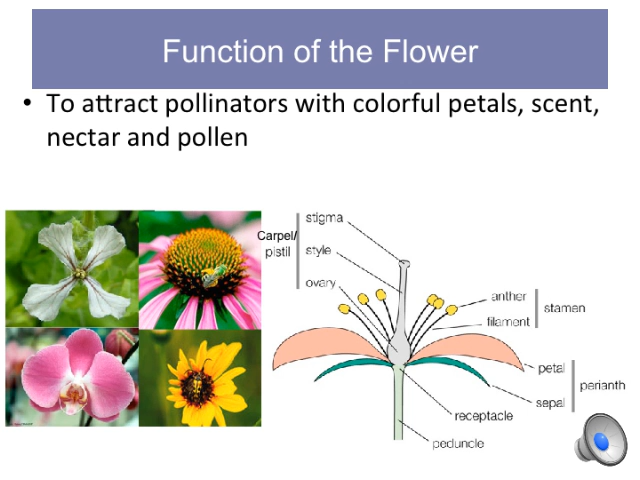 Function of the Flower
• To attract pollinators with colorful petals, scent,
nectar and pollen
stigma
Carpel/
pistil
style
ovary
anther
filament
stamen
petal
sepal
perianth
receptacle
peduncle